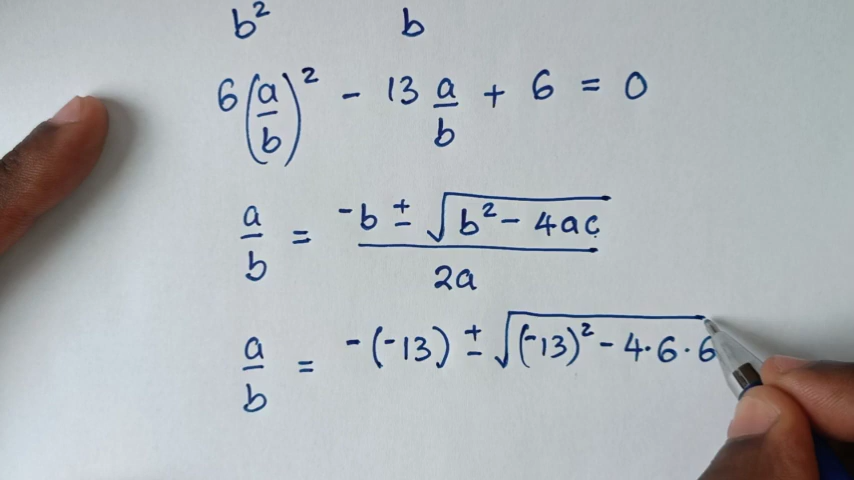 b² b
6(a/b)² - 13 a/b + 6 = 0
a/b = -b ± √(b² - 4ac) / 2a
a/b = -(-13) ± √((-13)² - 4·6·6